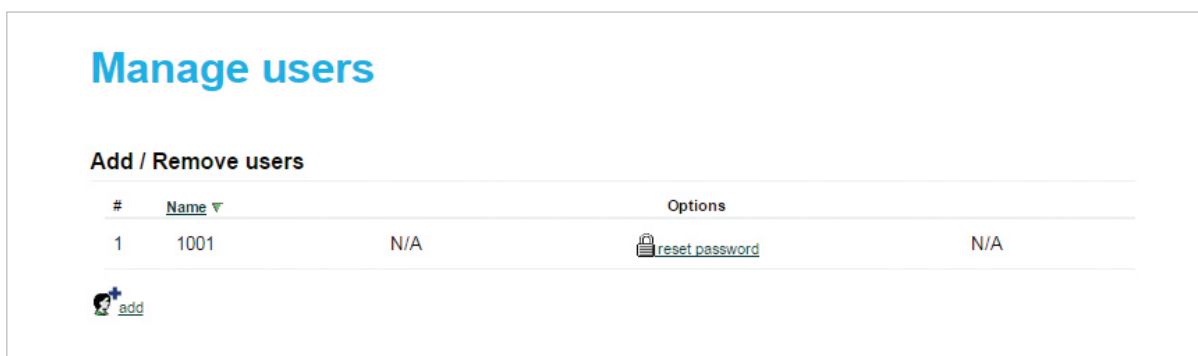 Manage users
Add / Remove users
# Name Options
1 1001 N/A reset password N/A
add